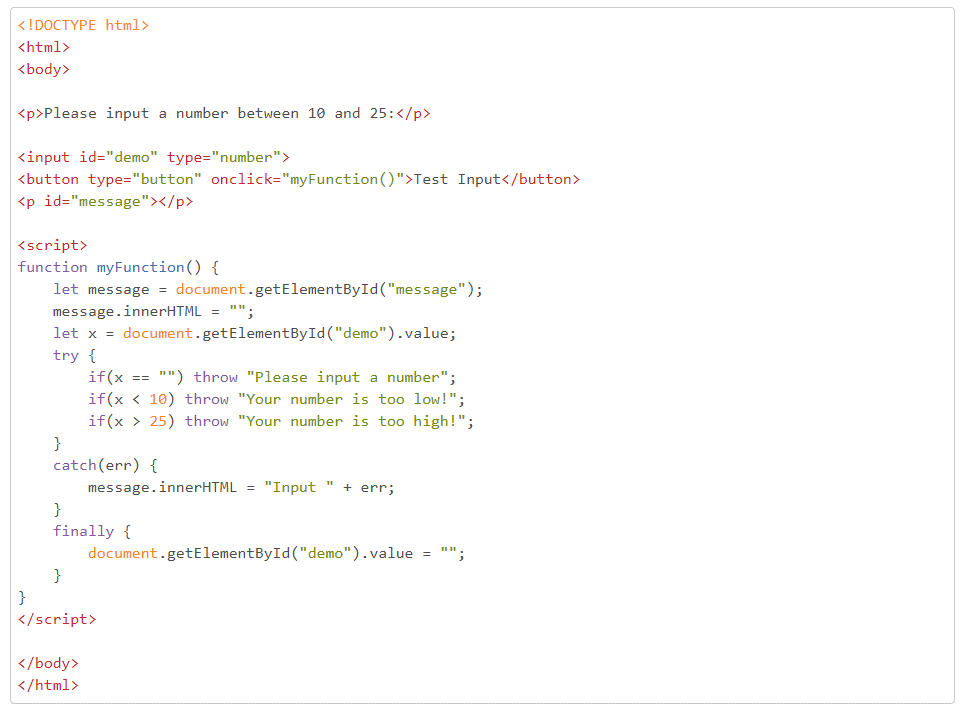 <!DOCTYPE html>
<html>
<body>

<p>Please input a number between 10 and 25:</p>

<input id="demo" type="number">
<button type="button" onclick="myFunction()">Test Input</button>
<p id="message"></p>

<script>
function myFunction() {
    let message = document.getElementById("message");
    message.innerHTML = "";
    let x = document.getElementById("demo").value;
    try {
        if(x == "") throw "Please input a number";
        if(x < 10) throw "Your number is too low!";
        if(x > 25) throw "Your number is too high!";
    }
    catch(err) {
        message.innerHTML = "Input " + err;
    }
    finally {
        document.getElementById("demo").value = "";
    }
}
</script>

</body>
</html>